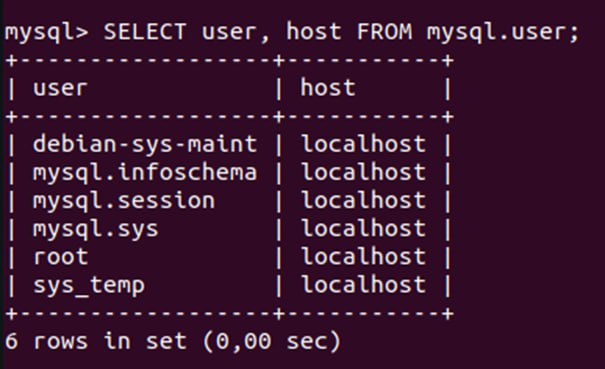 mysql> SELECT user, host FROM mysql.user;
+------------------+-----------+
| user             | host      |
+------------------+-----------+
| debian-sys-maint | localhost |
| mysql.infoschema | localhost |
| mysql.session    | localhost |
| mysql.sys        | localhost |
| root             | localhost |
| sys_temp         | localhost |
+------------------+-----------+
6 rows in set (0,00 sec)